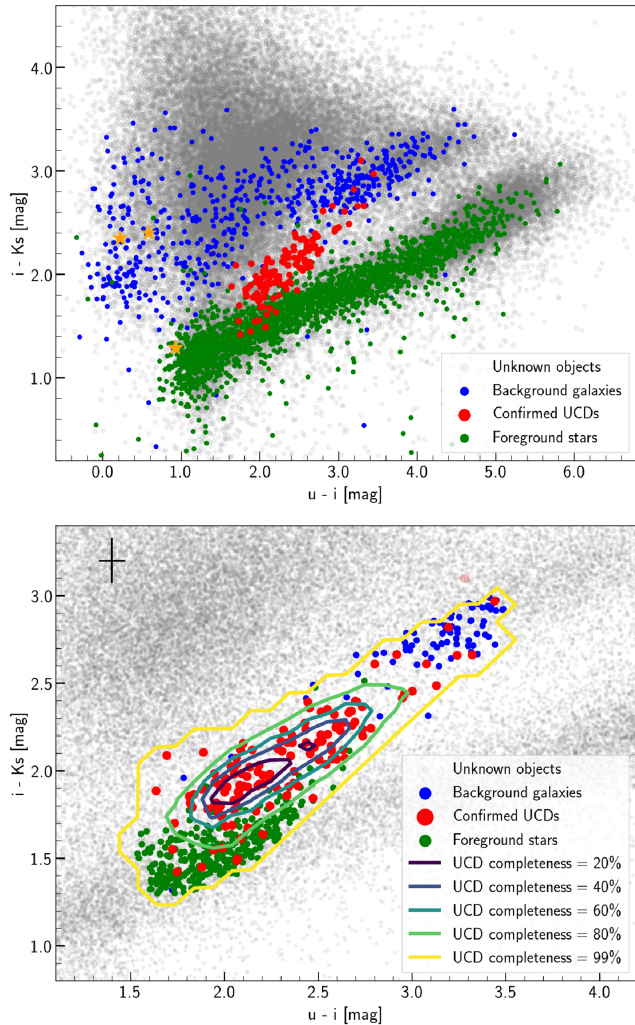 4.0
3.0
2.0
1.0
i - Ks [mag]
Unknown objects
Background galaxies
Confirmed UCDs
Foreground stars
0.0 1.0 2.0 3.0 4.0 5.0 6.0
u - i [mag]
3.0
2.5
2.0
1.5
1.0
i - Ks [mag]
Unknown objects
Background galaxies
Confirmed UCDs
Foreground stars
UCD completeness = 20%
UCD completeness = 40%
UCD completeness = 60%
UCD completeness = 80%
UCD completeness = 99%
1.5 2.0 2.5 3.0 3.5 4.0
u - i [mag]